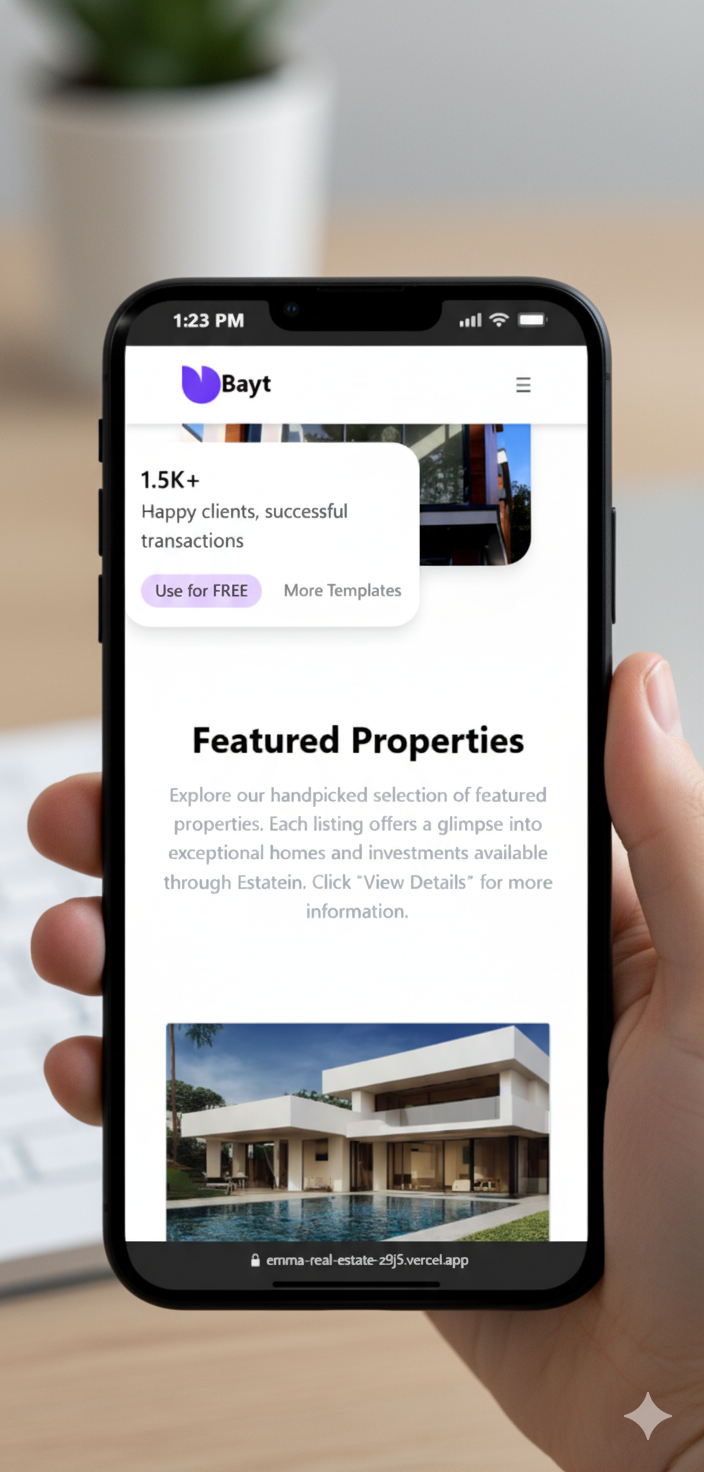 1:23 PM
Bayt
1.5K+
Happy clients, successful
transactions
Use for FREE
More Templates
Featured Properties
Explore our handpicked selection of featured
properties. Each listing offers a glimpse into
exceptional homes and investments available
through Estatein. Click "View Details" for more
information.
emma-real-estate-z9j5.vercel.app